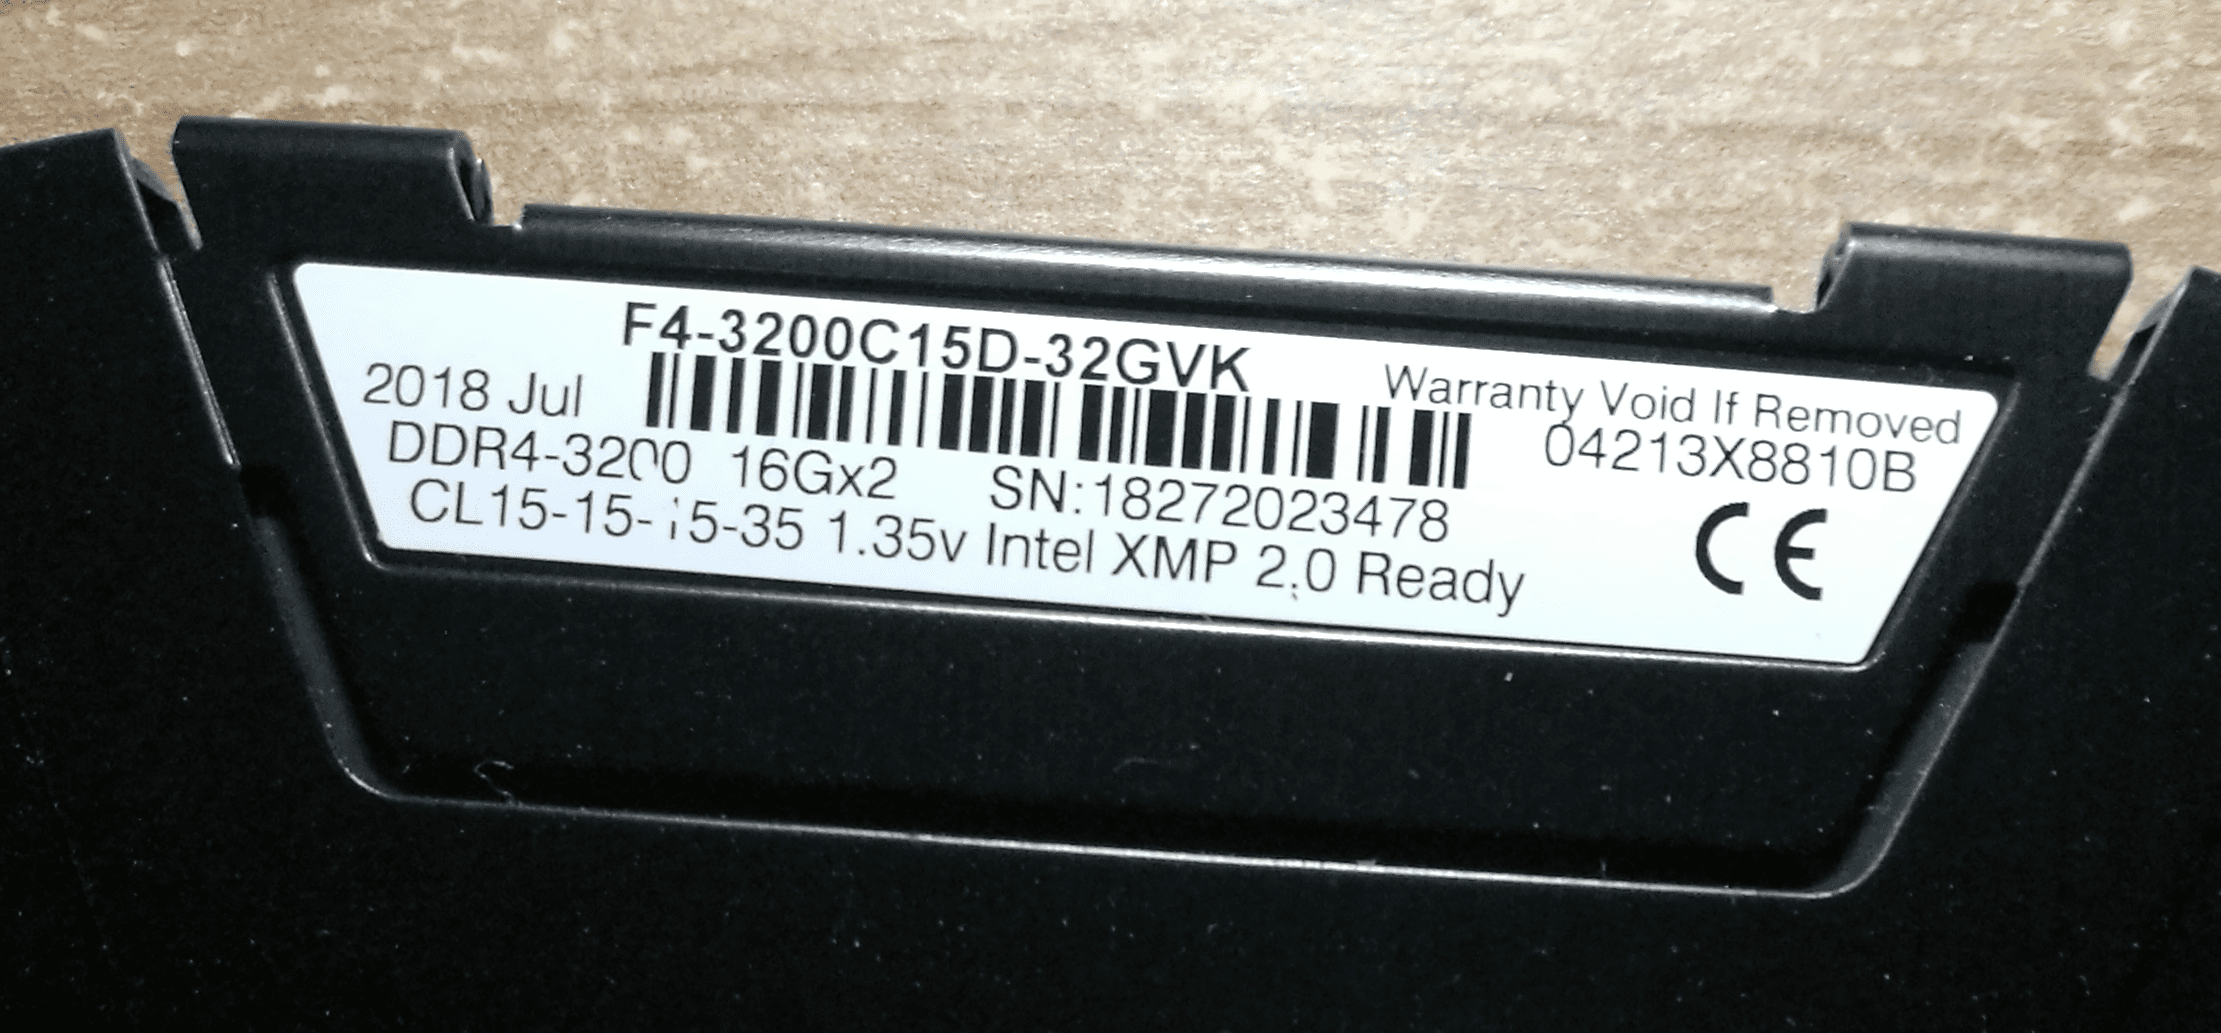 F4-3200C15D-32GVK
2018 Jul
Warranty Void If Removed
DDR4-3200 16Gx2 SN:18272023478
04213X8810B
CL15-15-15-35 1.35v Intel XMP 2.0 Ready
CE